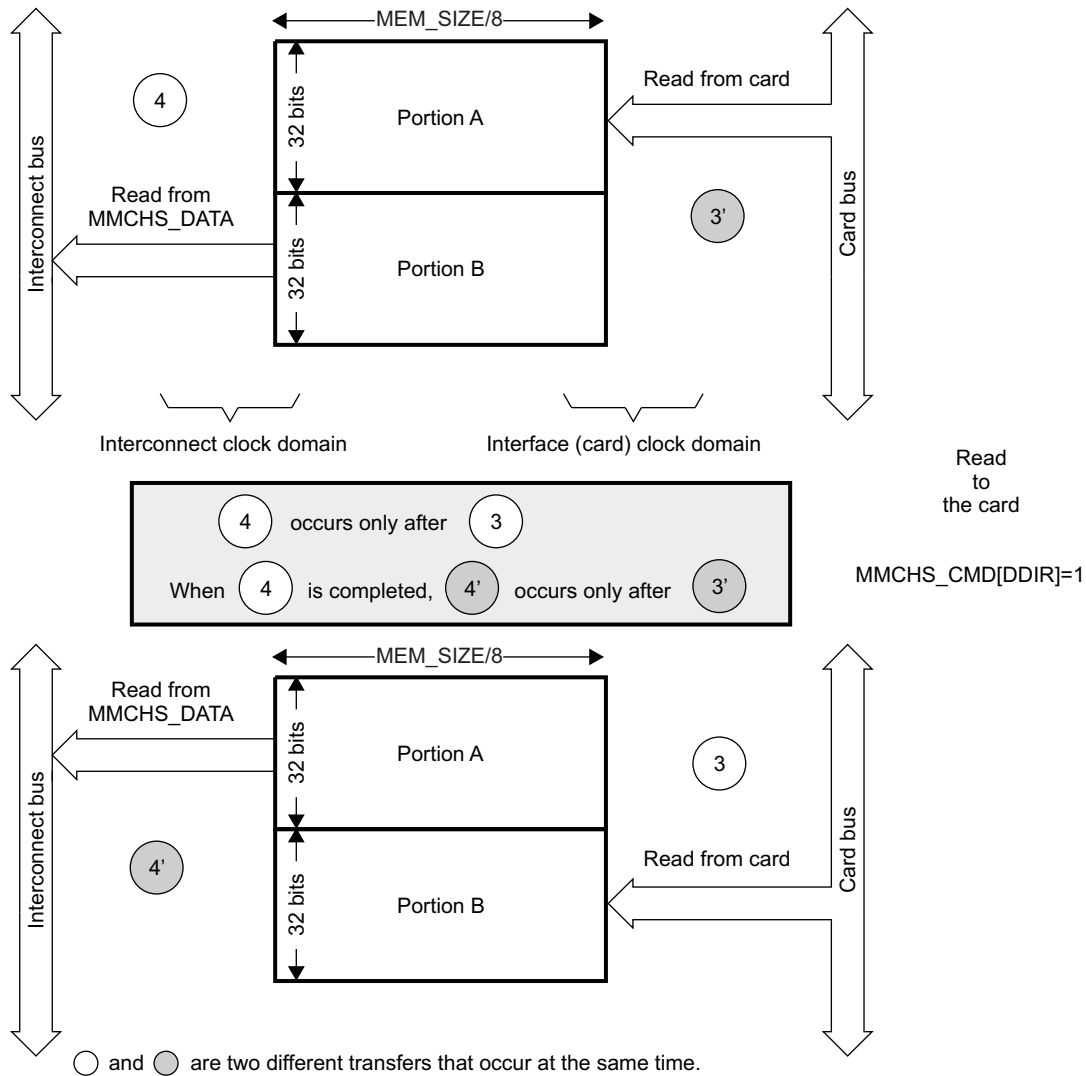 MEM_SIZE/8
Interconnect bus
4
Read from
MMCHS_DATA
32 bits
Portion A
32 bits
Portion B
Read from card
3’
Card bus
Interconnect clock domain
Interface (card) clock domain
Read
to
the card
MMCHS_CMD[DDIR]=1
4 occurs only after 3
When 4 is completed, 4’ occurs only after 3’
MEM_SIZE/8
Interconnect bus
Read from
MMCHS_DATA
4’
32 bits
Portion A
32 bits
Portion B
3
Read from card
Card bus
and are two different transfers that occur at the same time.